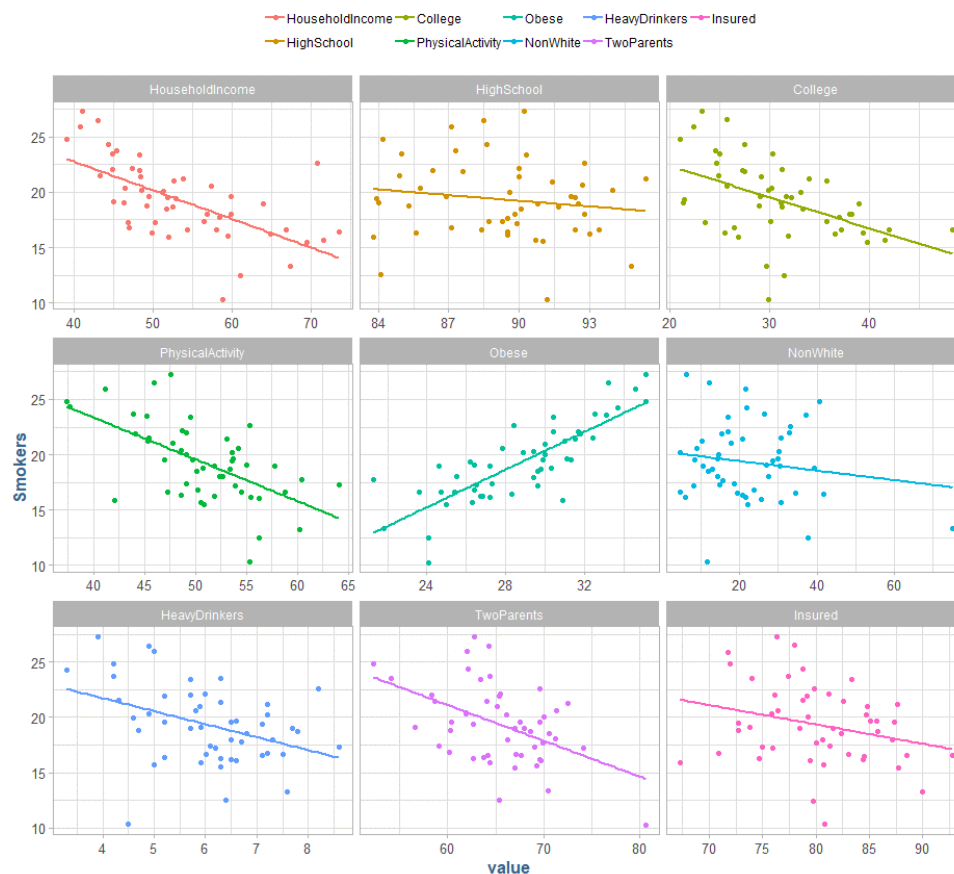 HouseholdIncome College Obese HeavyDrinkers Insured
HighSchool PhysicalActivity NonWhite TwoParents
HouseholdIncome HighSchool College
25
20
15
10
40 50 60 70 84 87 90 93 20 30 40
PhysicalActivity Obese NonWhite
25
20
15
10
40 45 50 55 60 65 24 28 32 20 40 60
Smokers
HeavyDrinkers TwoParents Insured
25
20
15
10
4 5 6 7 8 60 70 80 70 75 80 85 90
value